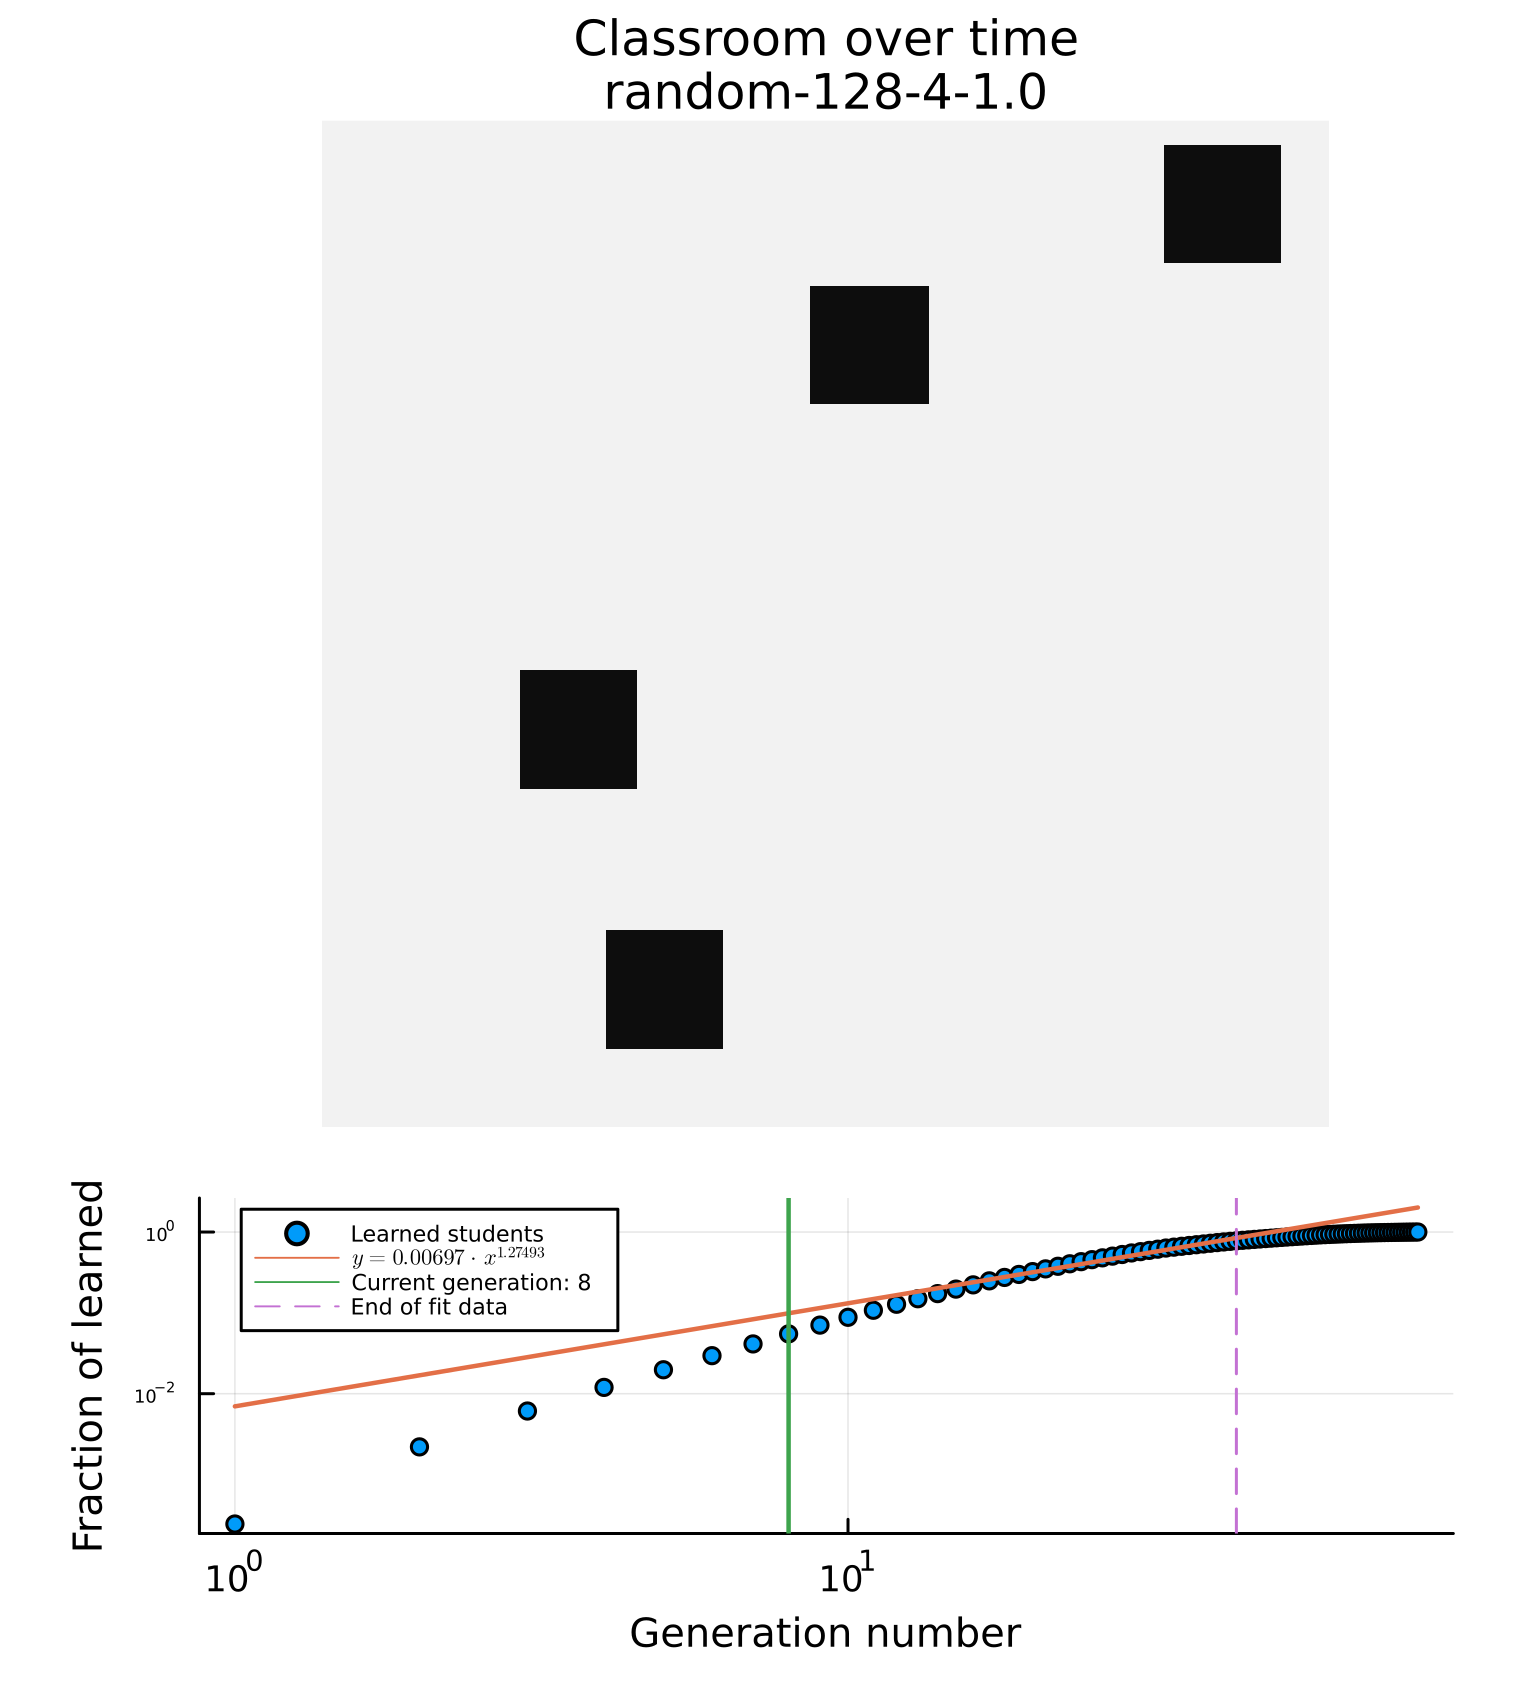 Classroom over time
random-128-4-1.0
Fraction of learned
10^0
10^-2
Learned students
y = 0.00697 · x^1.27493
Current generation: 8
End of fit data
10^0
10^1
Generation number